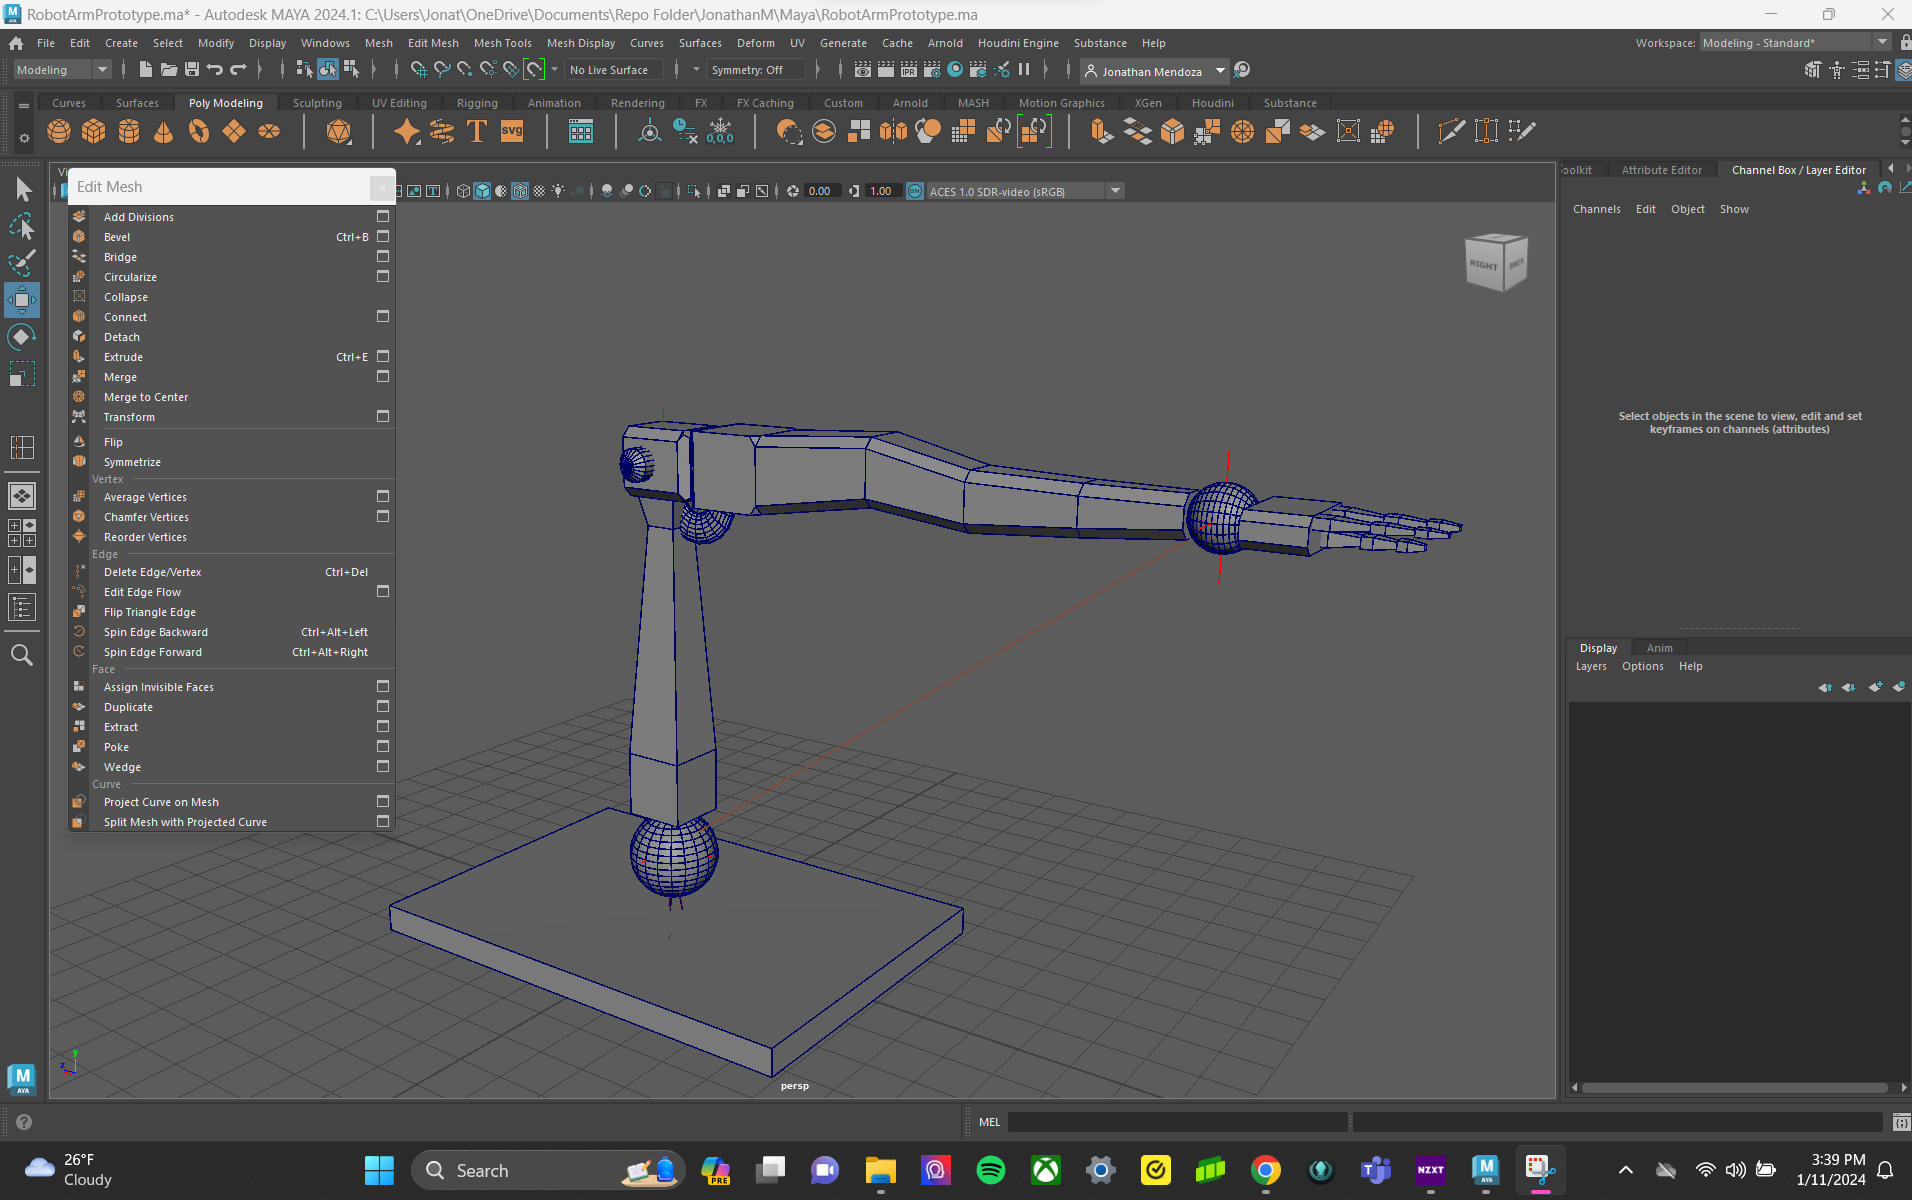 RobotArmPrototype.ma* - Autodesk MAYA 2024.1: C:\Users\Jonat\OneDrive\Documents\Repo Folder\JonathanM\Maya\RobotArmPrototype.ma
File Edit Create Select Modify Display Windows Mesh Edit Mesh Mesh Tools Mesh Display Curves Surfaces Deform UV Generate Cache Arnold Houdini Engine Substance Help Workspace: Modeling - Standard*
Modeling No Live Surface Symmetry: Off IPR Jonathan Mendoza
Curves Surfaces Poly Modeling Sculpting UV Editing Rigging Animation Rendering FX FX Caching Custom Arnold MASH Motion Graphics XGen Houdini Substance
T SVG 0,0,0
Edit Mesh
0.00 1.00 ON ACES 1.0 SDR-video (sRGB)
oolkit Attribute Editor Channel Box / Layer Editor
Channels Edit Object Show
Add Divisions
Bevel Ctrl+B
Bridge
Circularize
Collapse
Connect
Detach
Extrude Ctrl+E
Merge
Merge to Center
Transform
Flip
Symmetrize
Vertex
Average Vertices
Chamfer Vertices
Reorder Vertices
Edge
Delete Edge/Vertex Ctrl+Del
Edit Edge Flow
Flip Triangle Edge
Spin Edge Backward Ctrl+Alt+Left
Spin Edge Forward Ctrl+Alt+Right
Face
Assign Invisible Faces
Duplicate
Extract
Poke
Wedge
Curve
Project Curve on Mesh
Split Mesh with Projected Curve
RIGHT BACK
Select objects in the scene to view, edit and set
keyframes on channels (attributes)
Display Anim
Layers Options Help
y
z
persp
M
AYA
MEL
26°F
Cloudy
Search
PRE
NZXT
M
AYA
3:39 PM
1/11/2024